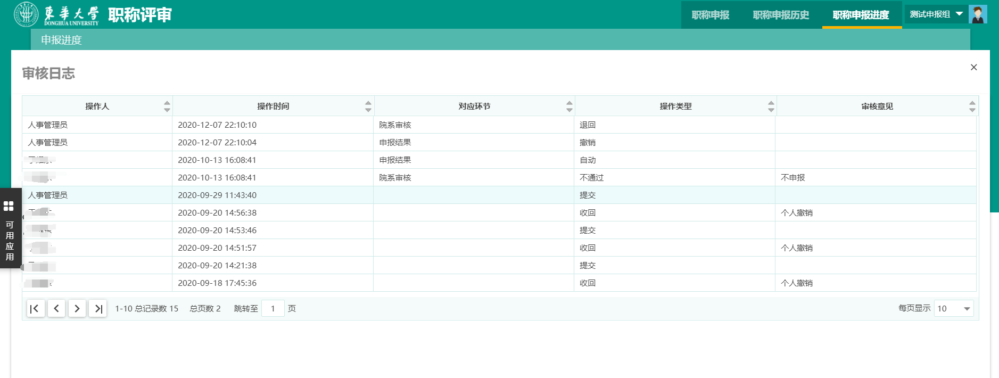 東華大學 DONGHUA UNIVERSITY 职称评审 职称申报 职称申报历史 职称申报进度 测试申报组
申报进度
审核日志
操作人 操作时间 对应环节 操作类型 审核意见
人事管理员 2020-12-07 22:10:10 院系审核 退回
人事管理员 2020-12-07 22:10:04 申报结果 撤销
2020-10-13 16:08:41 申报结果 自动
2020-10-13 16:08:41 院系审核 不通过 不申报
人事管理员 2020-09-29 11:43:40 提交
2020-09-20 14:56:38 收回 个人撤销
2020-09-20 14:53:46 提交
2020-09-20 14:51:57 收回 个人撤销
2020-09-20 14:21:38 提交
2020-09-18 17:45:36 收回 个人撤销
1-10 总记录数 15 总页数 2 跳转至 1 页 每页显示 10
可用应用